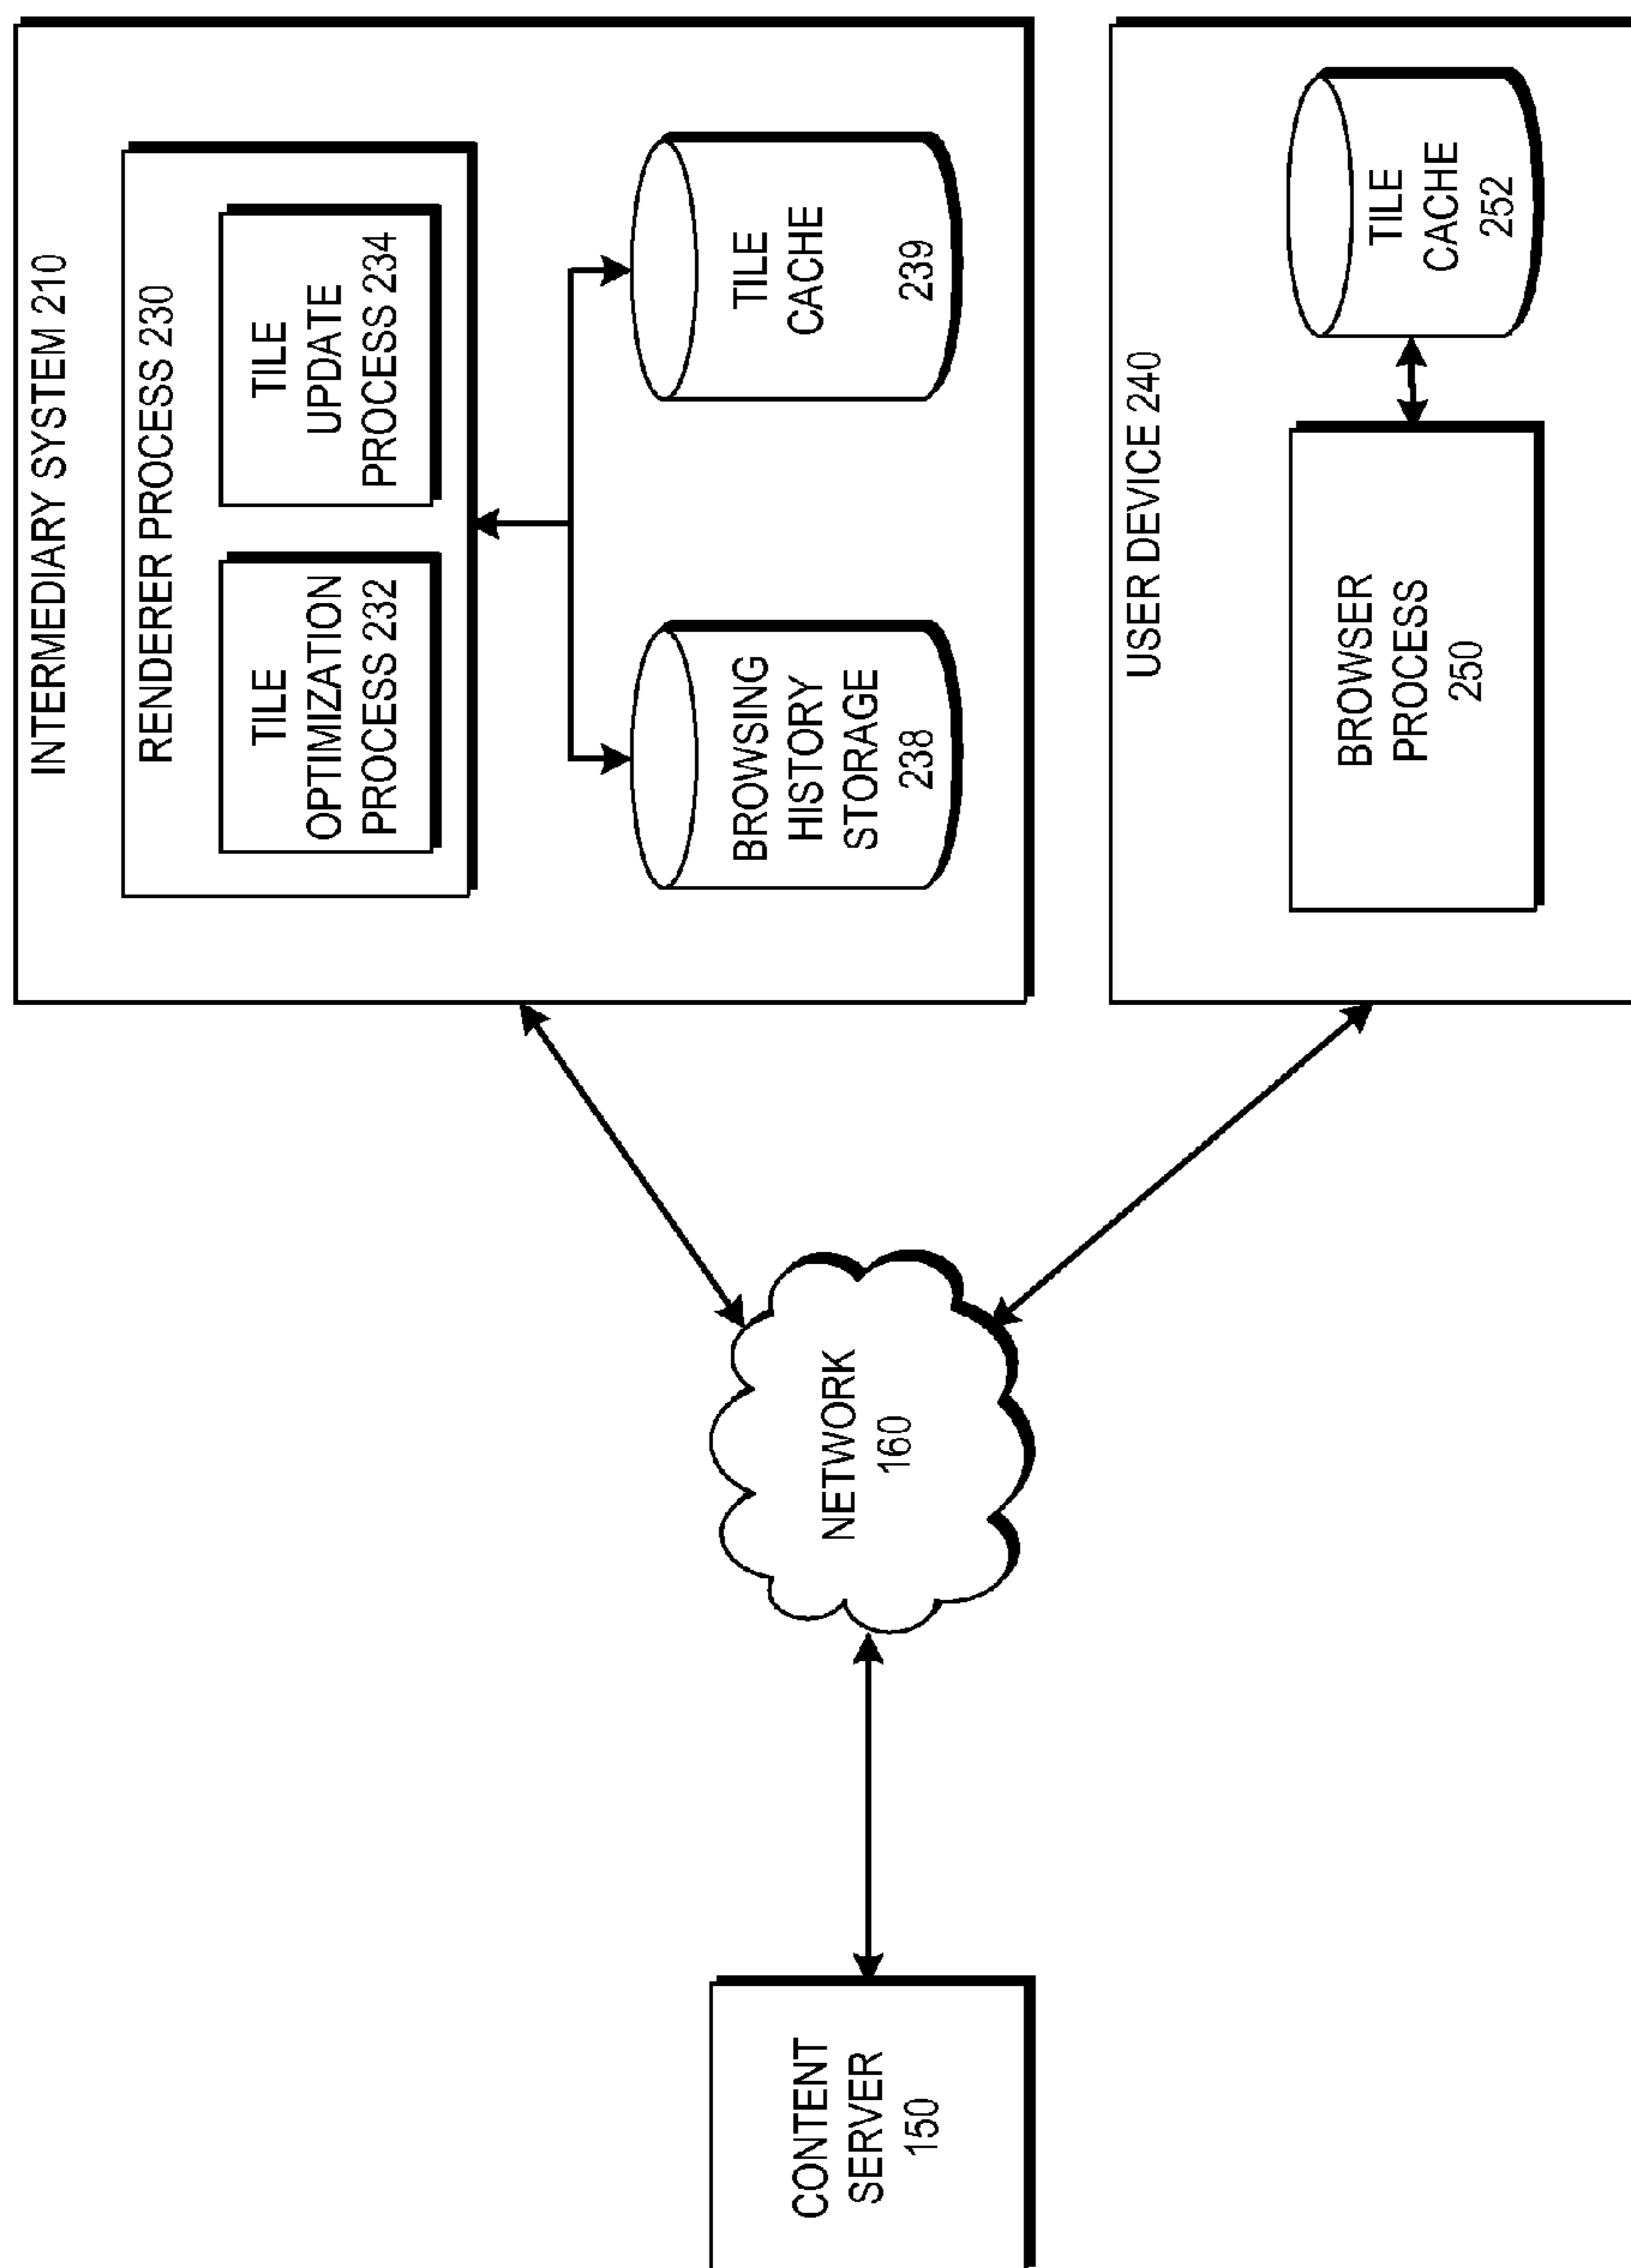 INTERMEDIARY SYSTEM 210
RENDERER PROCESS 230
TILE
OPTIMIZATION
PROCESS 232
TILE
UPDATE
PROCESS 234
BROWSING
HISTORY
STORAGE
238
TILE
CACHE
239
NETWORK
160
CONTENT
SERVER
150
USER DEVICE 240
BROWSER
PROCESS
250
TILE
CACHE
252